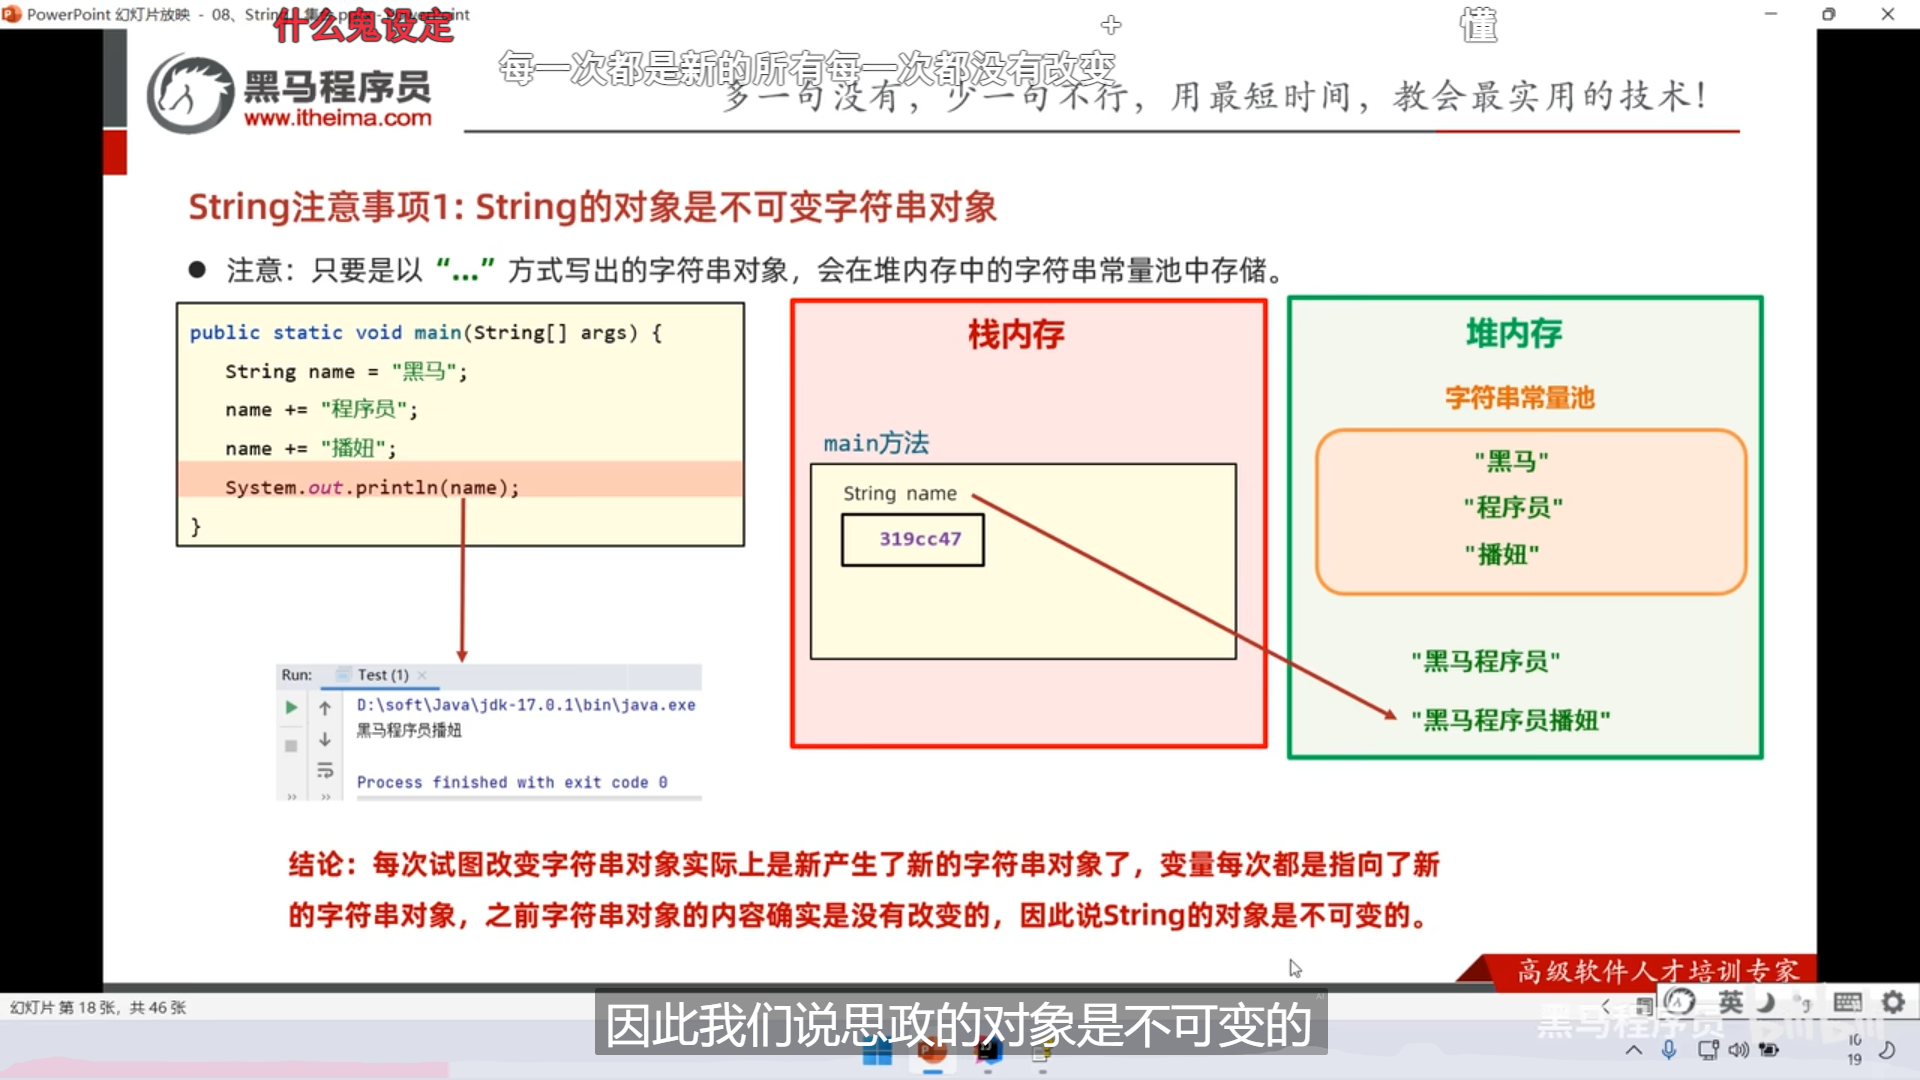 PowerPoint 幻灯片放映 - 08、String
什么鬼设定
懂
每一次都是新的所有每一次都没有改变
黑马程序员
www.itheima.com
多一句没有，少一句不行，用最短时间，教会最实用的技术！
String注意事项1: String的对象是不可变字符串对象
● 注意：只要是以“...”方式写出的字符串对象，会在堆内存中的字符串常量池中存储。
public static void main(String[] args) {
String name = "黑马";
name += "程序员";
name += "播妞";
System.out.println(name);
}
栈内存
main方法
String name
319cc47
堆内存
字符串常量池
"黑马"
"程序员"
"播妞"
"黑马程序员"
"黑马程序员播妞"
Run: Test (1)
D:\soft\Java\jdk-17.0.1\bin\java.exe
黑马程序员播妞
Process finished with exit code 0
结论：每次试图改变字符串对象实际上是新产生了新的字符串对象了，变量每次都是指向了新
的字符串对象，之前字符串对象的内容确实是没有改变的，因此说String的对象是不可变的。
高级软件人才培训专家
幻灯片 第 18 张，共 46 张
因此我们说思政的对象是不可变的
黑马程序员
英
10
19